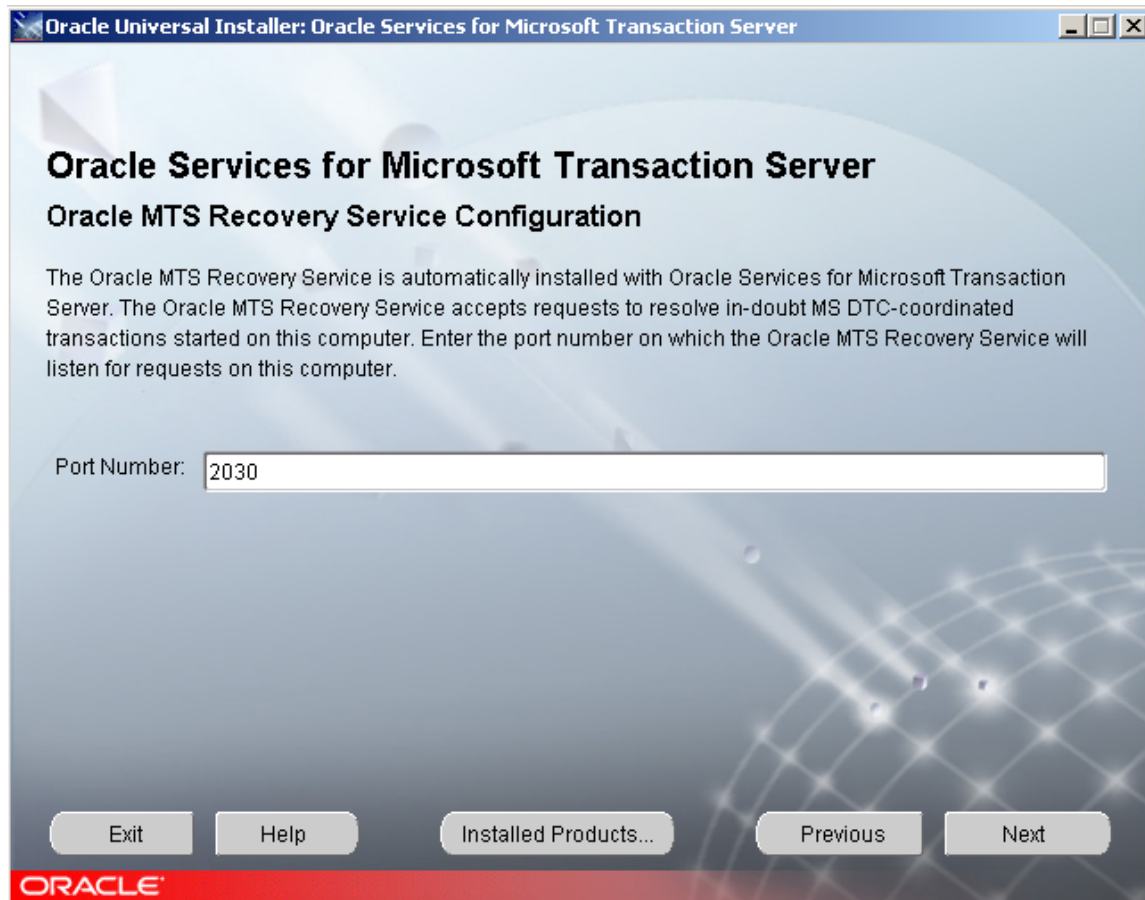 Oracle Universal Installer: Oracle Services for Microsoft Transaction Server
Oracle Services for Microsoft Transaction Server
Oracle MTS Recovery Service Configuration
The Oracle MTS Recovery Service is automatically installed with Oracle Services for Microsoft Transaction
Server. The Oracle MTS Recovery Service accepts requests to resolve in-doubt MS DTC-coordinated
transactions started on this computer. Enter the port number on which the Oracle MTS Recovery Service will
listen for requests on this computer.
Port Number: 2030
Exit Help Installed Products... Previous Next
ORACLE